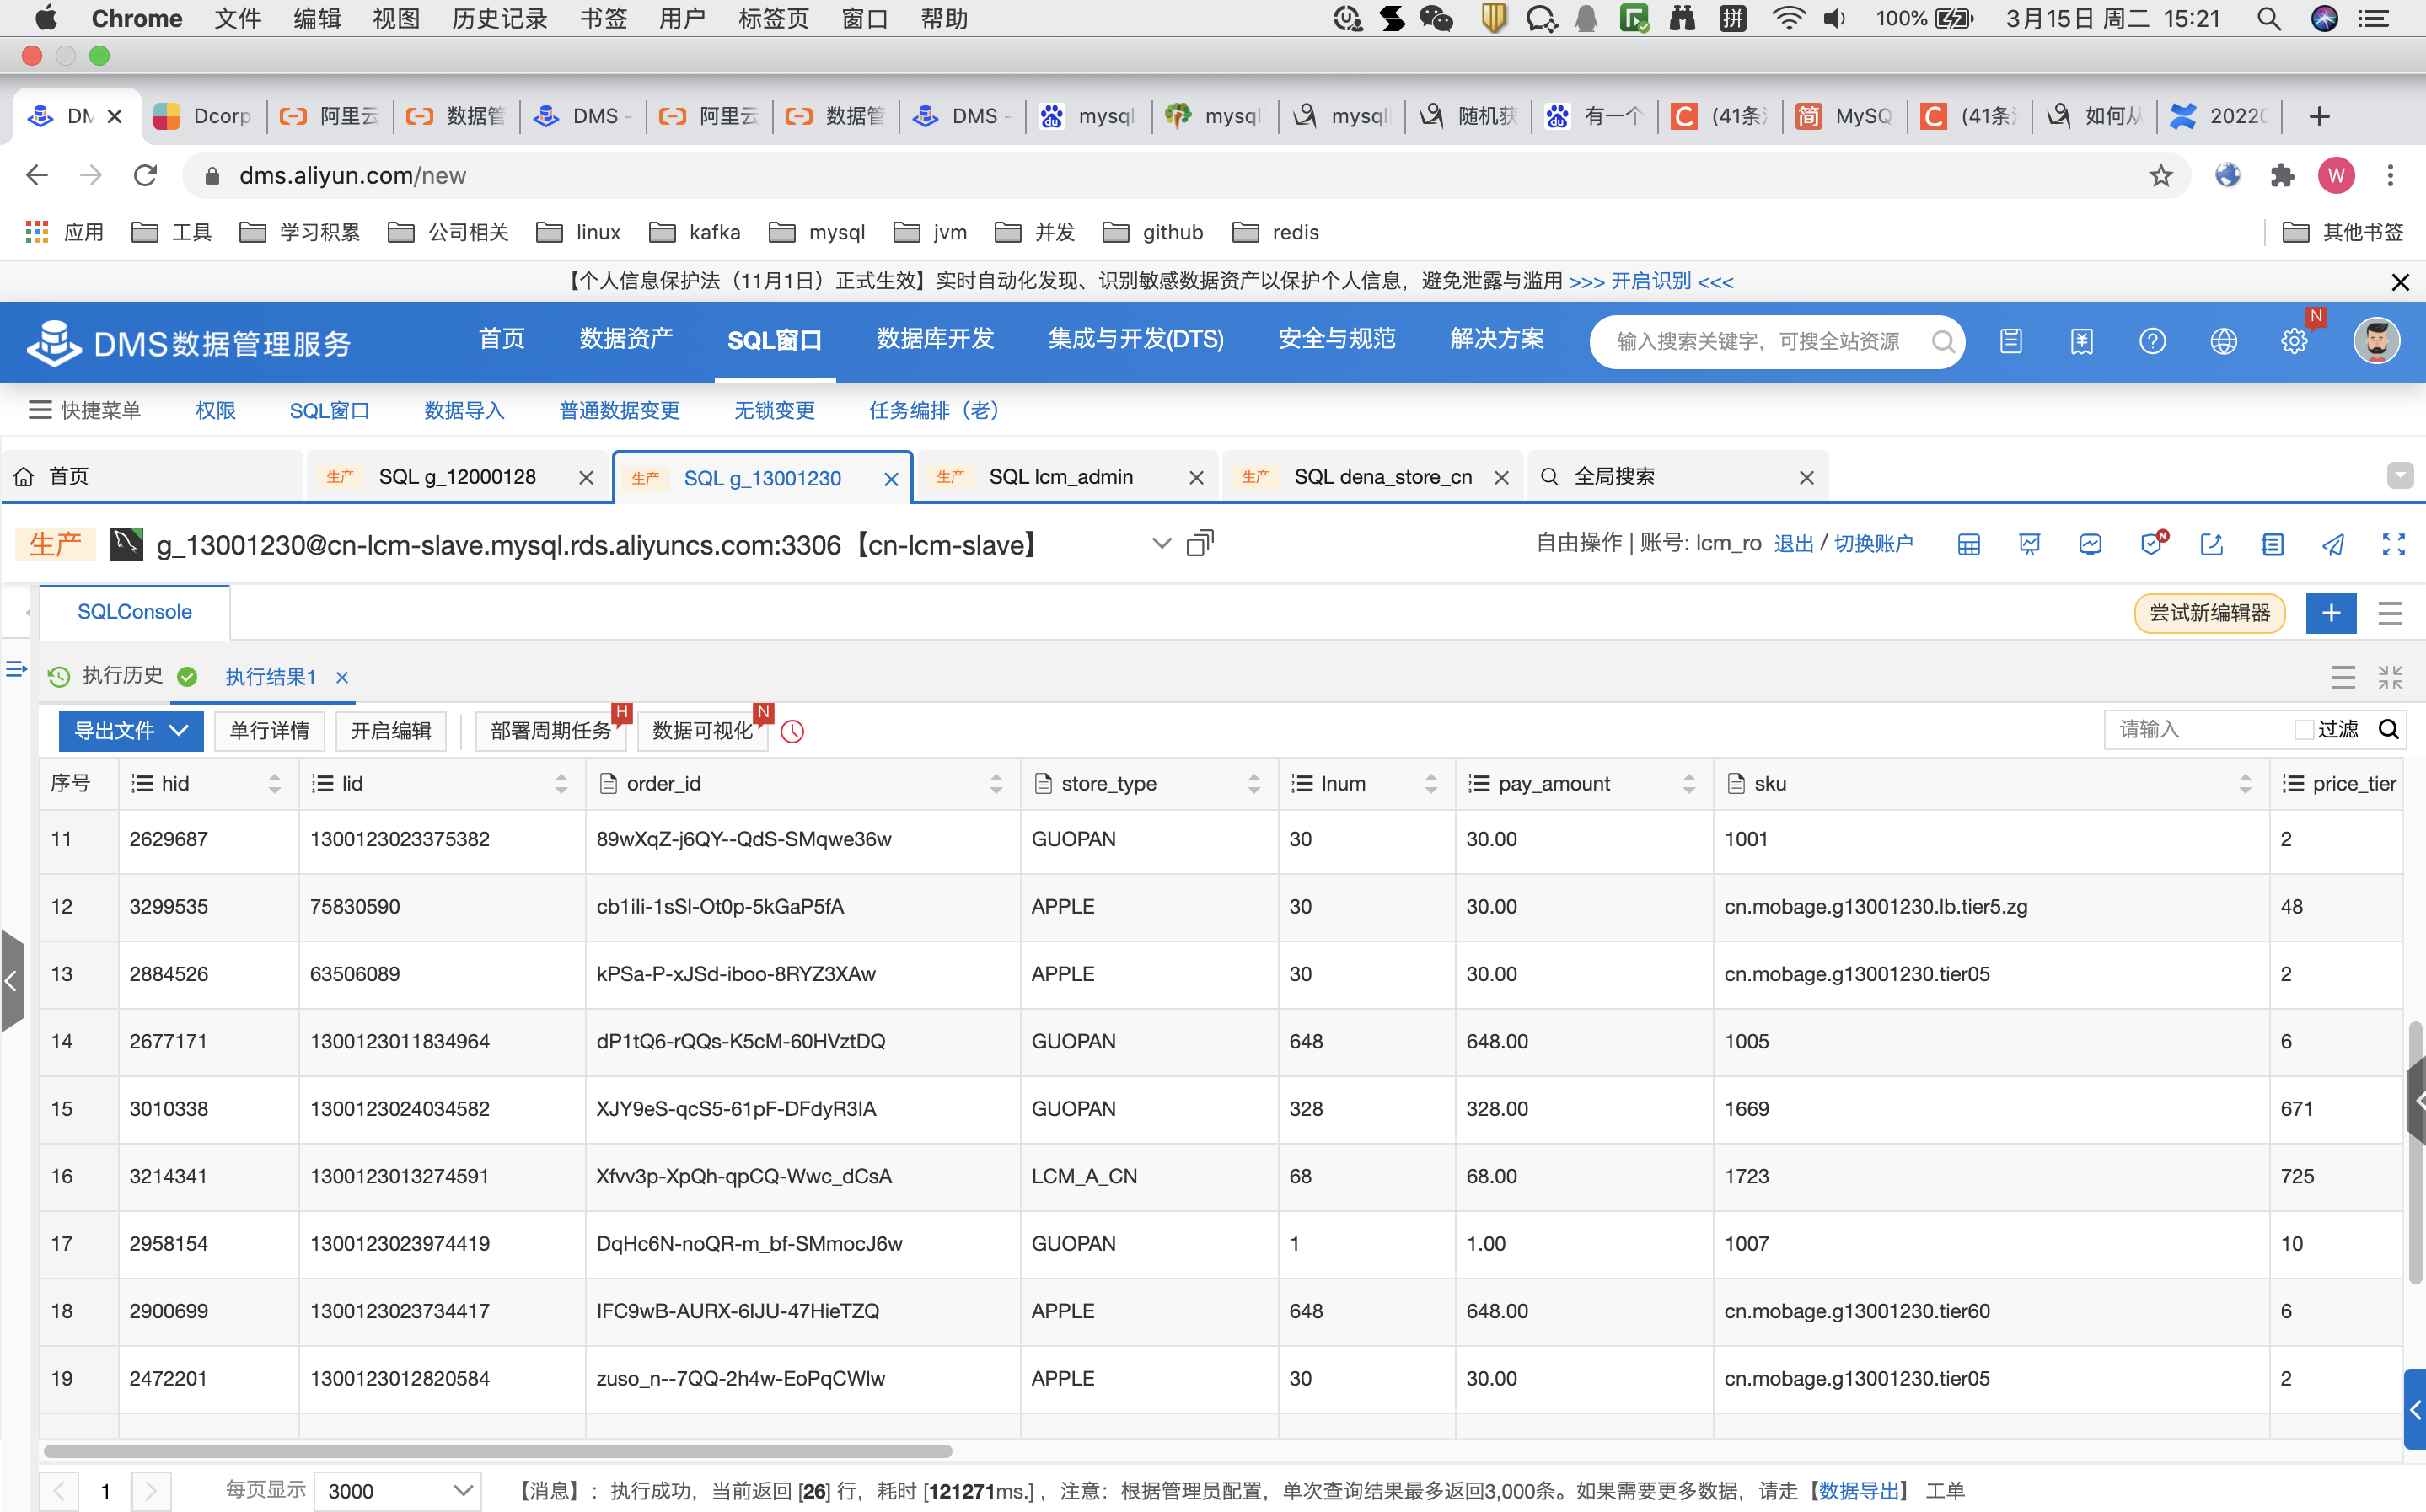 Chrome 文件 编辑 视图 历史记录 书签 用户 标签页 窗口 帮助 拼 100% 3月15日 周二 15:21
DM Dcorp 阿里云 数据管 DMS - 阿里云 数据管 DMS - mysql mysql mysql 随机获 有一个 (41条 MySQ (41条 如何从 2022
dms.aliyun.com/new W
应用 工具 学习积累 公司相关 linux kafka mysql jvm 并发 github redis 其他书签
【个人信息保护法（11月1日）正式生效】实时自动化发现、识别敏感数据资产以保护个人信息，避免泄露与滥用 >>> 开启识别 <<<
DMS数据管理服务 首页 数据资产 SQL窗口 数据库开发 集成与开发(DTS) 安全与规范 解决方案 输入搜索关键字，可搜全站资源 N
快捷菜单 权限 SQL窗口 数据导入 普通数据变更 无锁变更 任务编排（老）
首页 生产 SQL g_12000128 生产 SQL g_13001230 生产 SQL lcm_admin 生产 SQL dena_store_cn 全局搜索
生产 g_13001230@cn-lcm-slave.mysql.rds.aliyuncs.com:3306【cn-lcm-slave】 自由操作 | 账号: lcm_ro 退出 / 切换账户 N
SQLConsole 尝试新编辑器
执行历史 执行结果1
导出文件 单行详情 开启编辑 部署周期任务 H 数据可视化 N 请输入 过滤
序号 hid lid order_id store_type lnum pay_amount sku price_tier
11 2629687 1300123023375382 89wXqZ-j6QY--QdS-SMqwe36w GUOPAN 30 30.00 1001 2
12 3299535 75830590 cb1iIi-1sSl-Ot0p-5kGaP5fA APPLE 30 30.00 cn.mobage.g13001230.lb.tier5.zg 48
13 2884526 63506089 kPSa-P-xJSd-iboo-8RYZ3XAw APPLE 30 30.00 cn.mobage.g13001230.tier05 2
14 2677171 1300123011834964 dP1tQ6-rQQs-K5cM-60HVztDQ GUOPAN 648 648.00 1005 6
15 3010338 1300123024034582 XJY9eS-qcS5-61pF-DFdyR3lA GUOPAN 328 328.00 1669 671
16 3214341 1300123013274591 Xfvv3p-XpQh-qpCQ-Wwc_dCsA LCM_A_CN 68 68.00 1723 725
17 2958154 1300123023974419 DqHc6N-noQR-m_bf-SMmocJ6w GUOPAN 1 1.00 1007 10
18 2900699 1300123023734417 IFC9wB-AURX-6IJU-47HieTZQ APPLE 648 648.00 cn.mobage.g13001230.tier60 6
19 2472201 1300123012820584 zuso_n--7QQ-2h4w-EoPqCWlw APPLE 30 30.00 cn.mobage.g13001230.tier05 2
1 每页显示 3000 【消息】：执行成功，当前返回 [26] 行，耗时 [121271ms.] ，注意：根据管理员配置，单次查询结果最多返回3,000条。如果需要更多数据，请走【数据导出】 工单